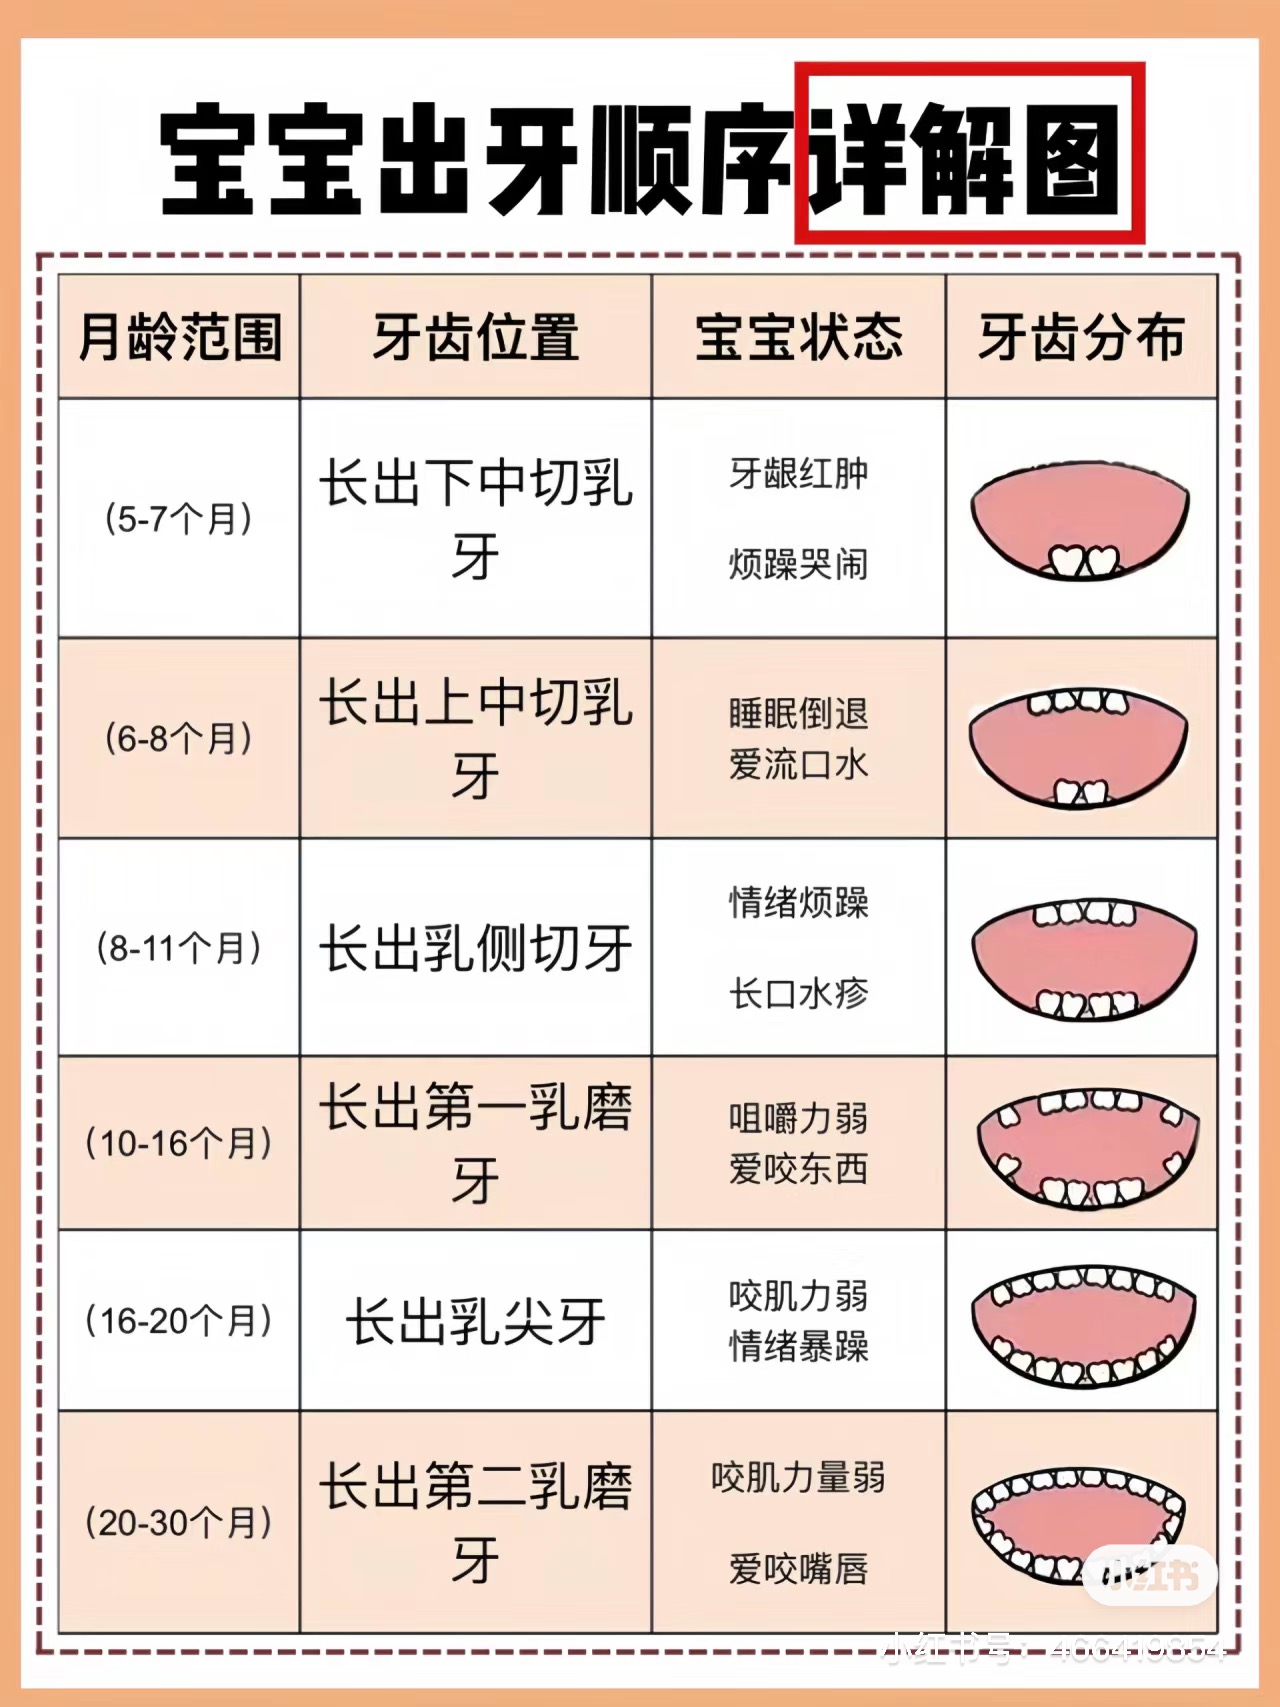 宝宝出牙顺序详解图
月龄范围
牙齿位置
宝宝状态
牙齿分布
(5-7个月)
长出下中切乳
牙
牙龈红肿
烦躁哭闹
(6-8个月)
长出上中切乳
牙
睡眠倒退
爱流口水
(8-11个月)
长出乳侧切牙
情绪烦躁
长口水疹
(10-16个月)
长出第一乳磨
牙
咀嚼力弱
爱咬东西
(16-20个月)
长出乳尖牙
咬肌力弱
情绪暴躁
(20-30个月)
长出第二乳磨
牙
咬肌力量弱
爱咬嘴唇
小红书
小红书号: 466419854